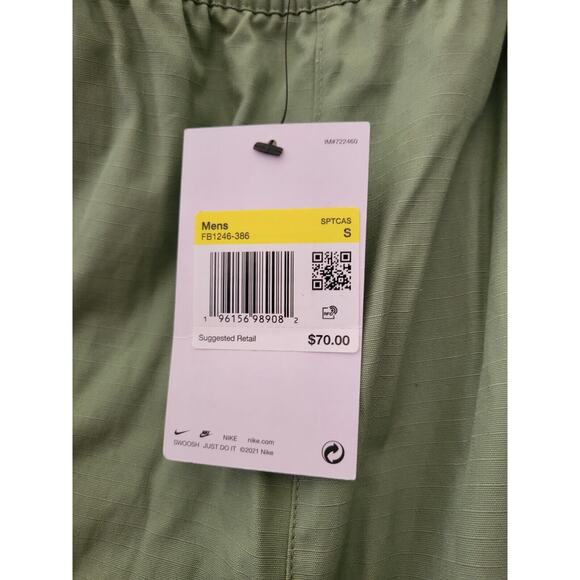 IM#722460
Mens SPTCAS
FB1246-386 S
1 96156 98908 2
Suggested Retail $70.00
NIKE nike.com
SWOOSH JUST DO IT ©2021 Nike